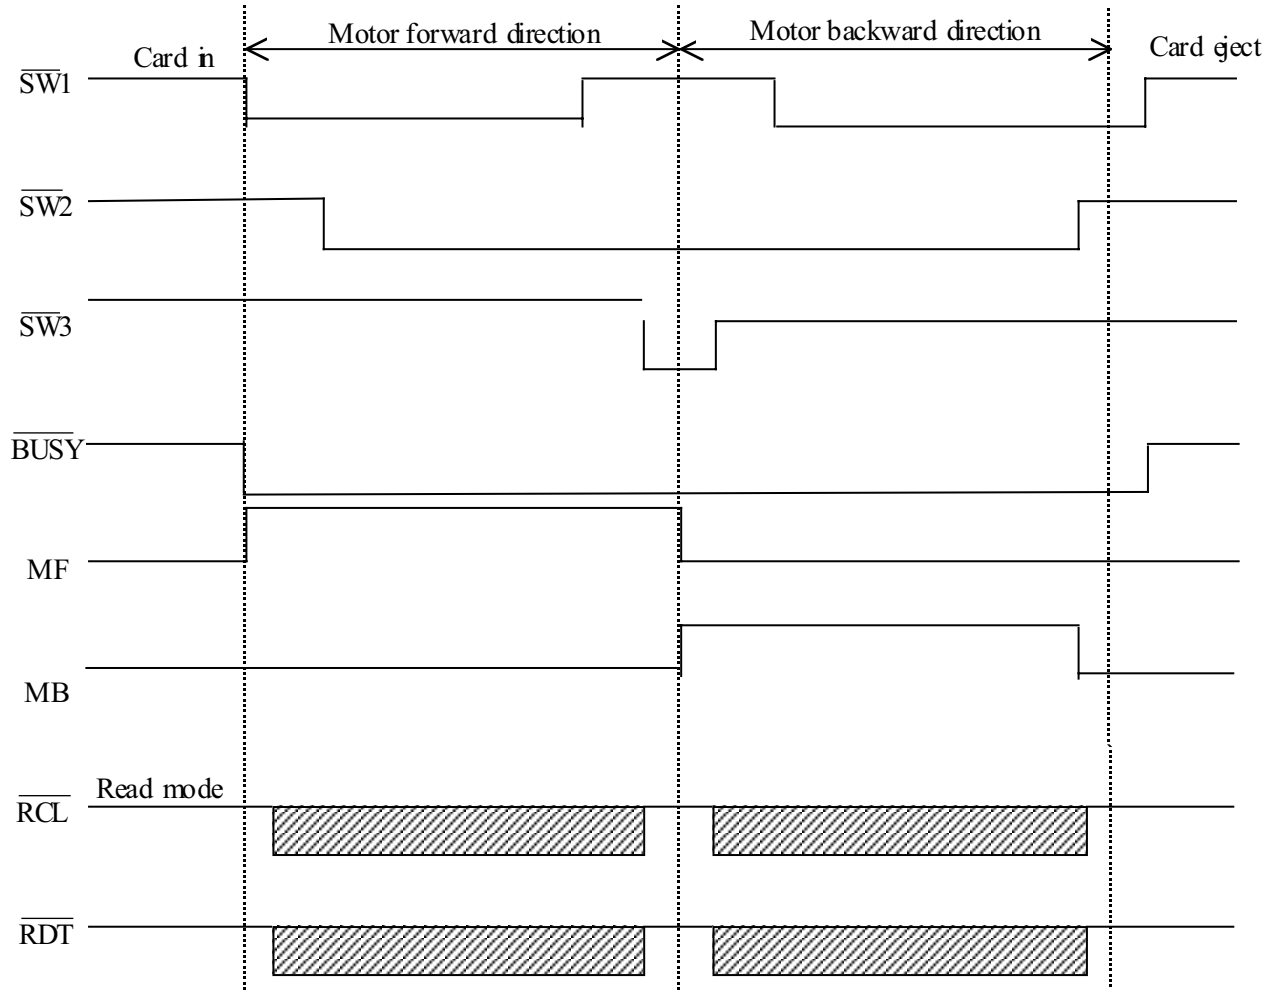 Motor forward direction
Motor backward direction
Card in
Card eject
SW1
SW2
SW3
BUSY
MF
MB
Read mode
RCL
RDT